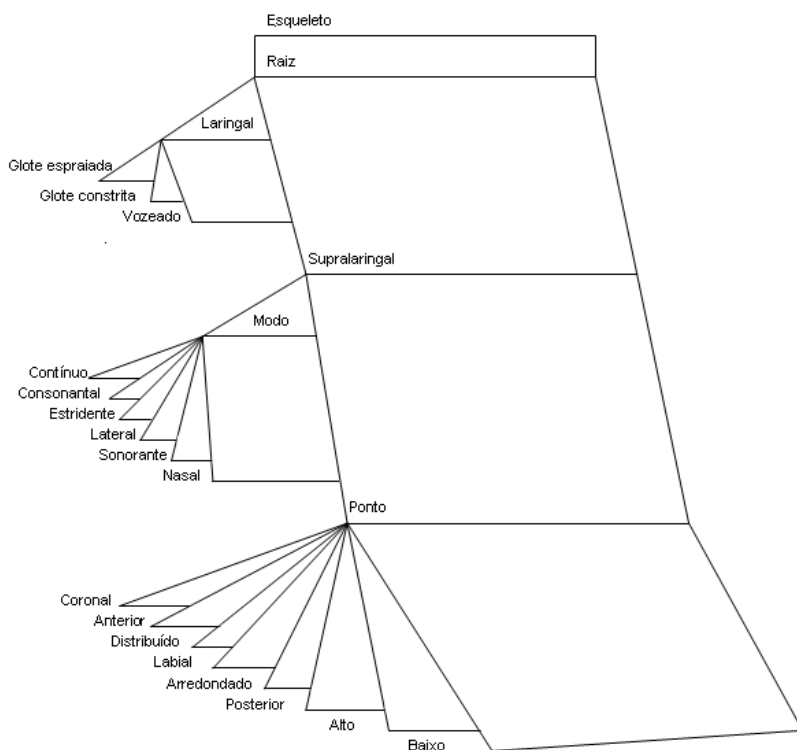 Esqueleto
Raiz
Laringal
Glote espraiada
Glote constrita
Vozeado
Supralaringal
Modo
Contínuo
Consonantal
Estridente
Lateral
Sonorante
Nasal
Ponto
Coronal
Anterior
Distribuído
Labial
Arredondado
Posterior
Alto
Baixo